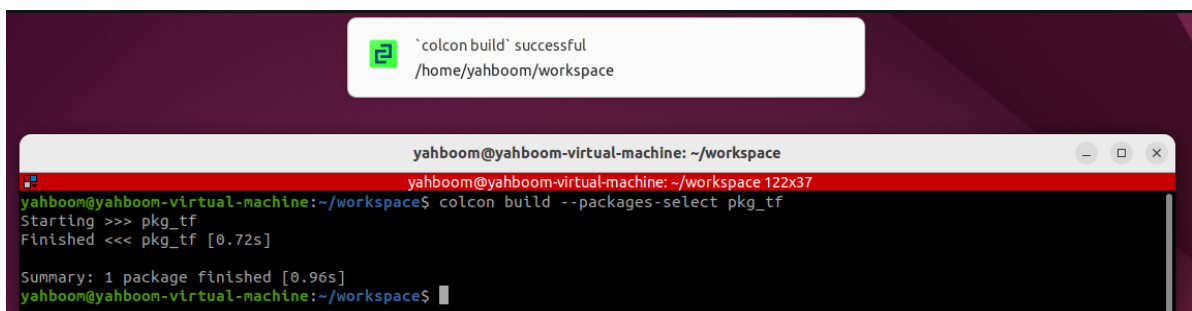 `colcon build` successful
/home/yahboom/workspace
yahboom@yahboom-virtual-machine: ~/workspace
yahboom@yahboom-virtual-machine: ~/workspace 122x37
yahboom@yahboom-virtual-machine:~/workspace$ colcon build --packages-select pkg_tf
Starting >>> pkg_tf
Finished <<< pkg_tf [0.72s]
Summary: 1 package finished [0.96s]
yahboom@yahboom-virtual-machine:~/workspace$